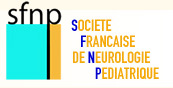 sfnp
SOCIETE
FRANCAISE
DE NEUROLOGIE
PEDIATRIQUE